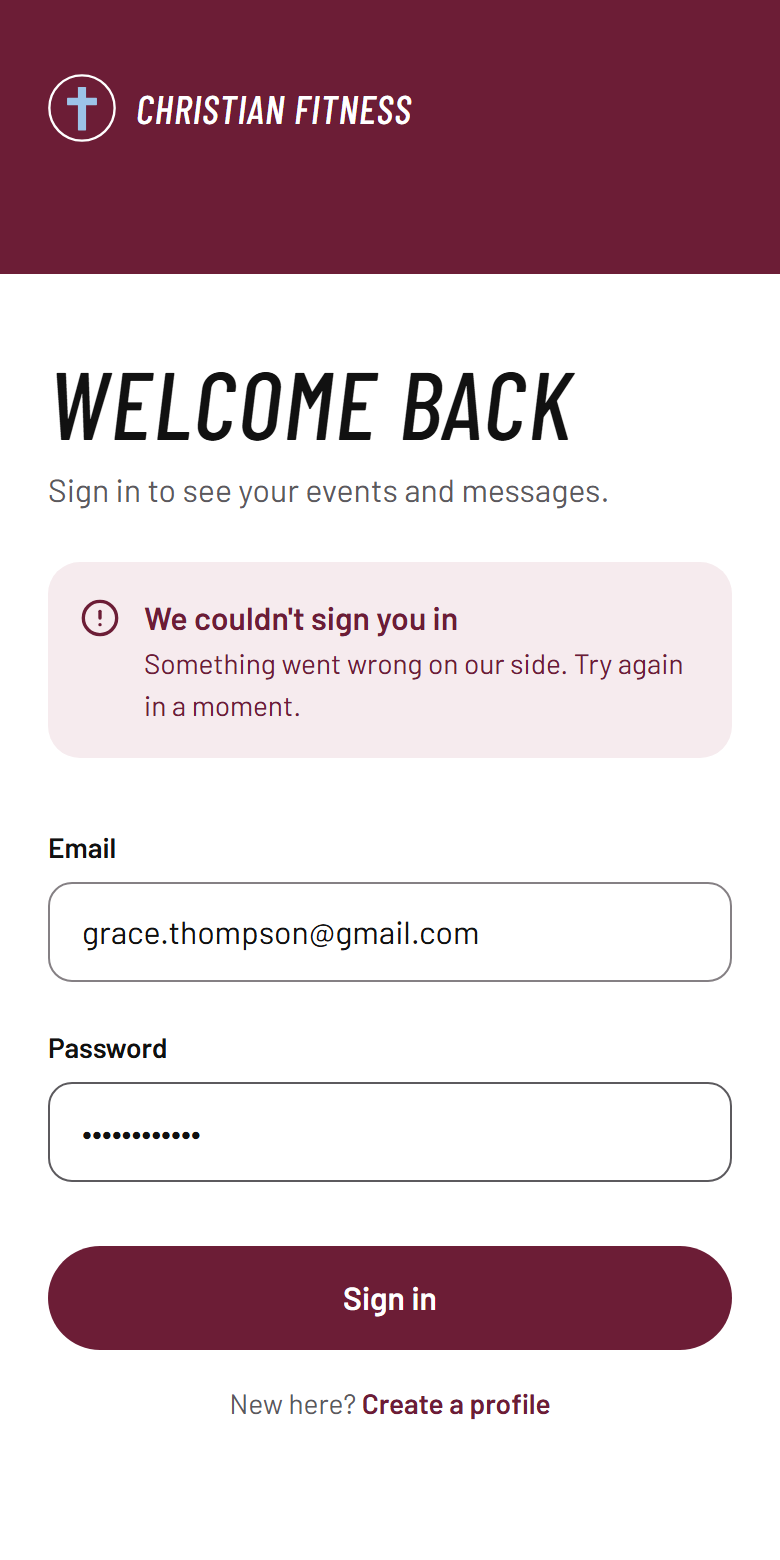 CHRISTIAN FITNESS
WELCOME BACK
Sign in to see your events and messages.
We couldn't sign you in
Something went wrong on our side. Try again
in a moment.
Email
grace.thompson@gmail.com
Password
••••••••••••
Sign in
New here? Create a profile